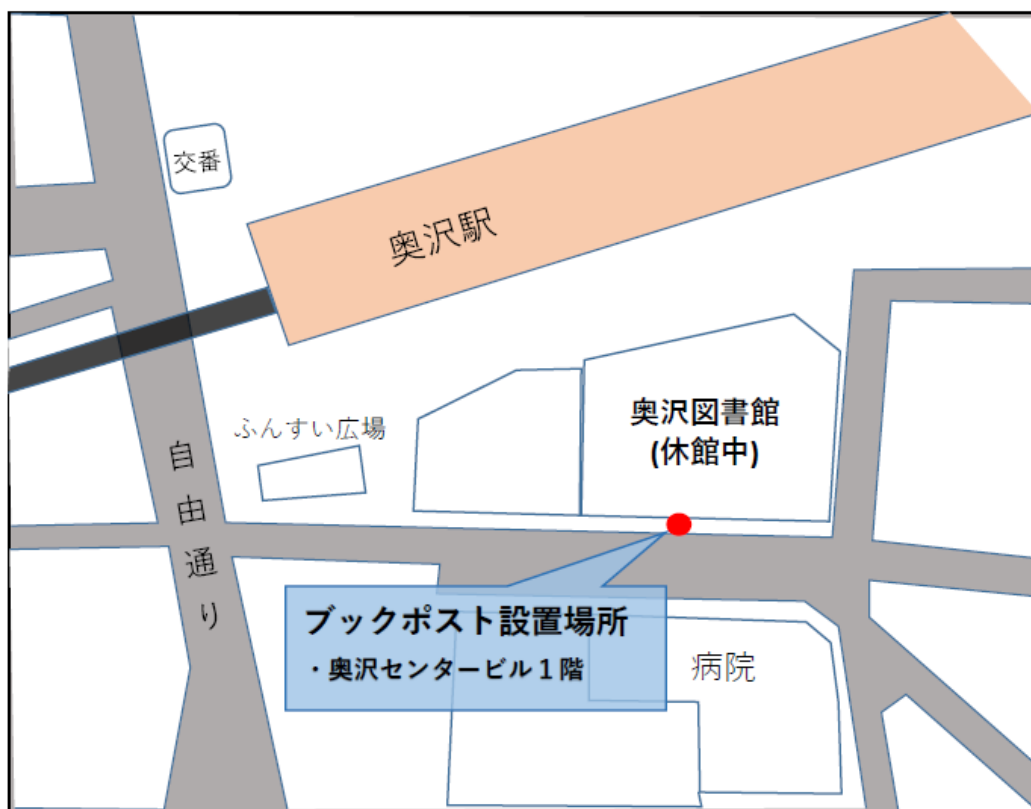 交番
奥沢駅
ふんすい広場
奥沢図書館
(休館中)
自由通り
ブックポスト設置場所
・奥沢センタービル１階
病院